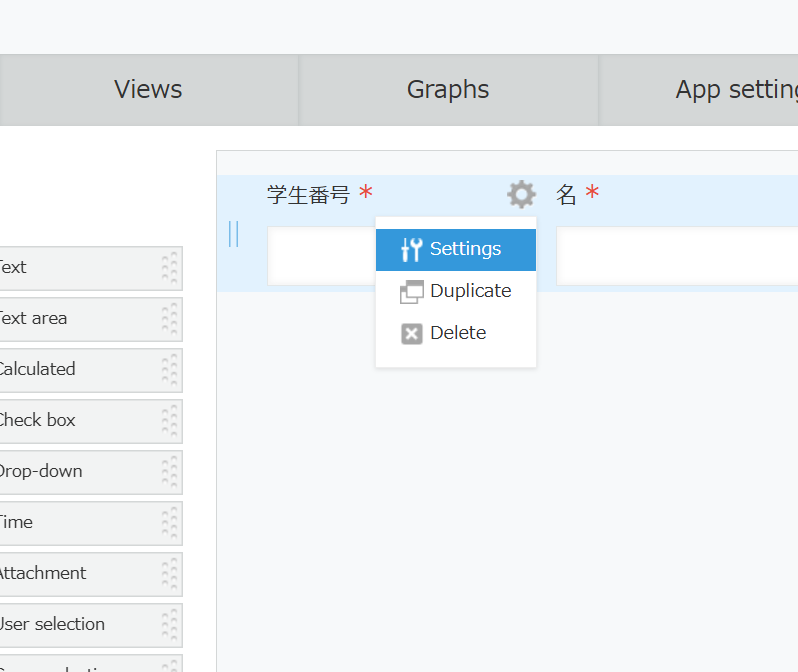 Views
Graphs
App setting
学生番号 *
名 *
Settings
Duplicate
Delete
Text
Text area
Calculated
Check box
Drop-down
Time
Attachment
User selection